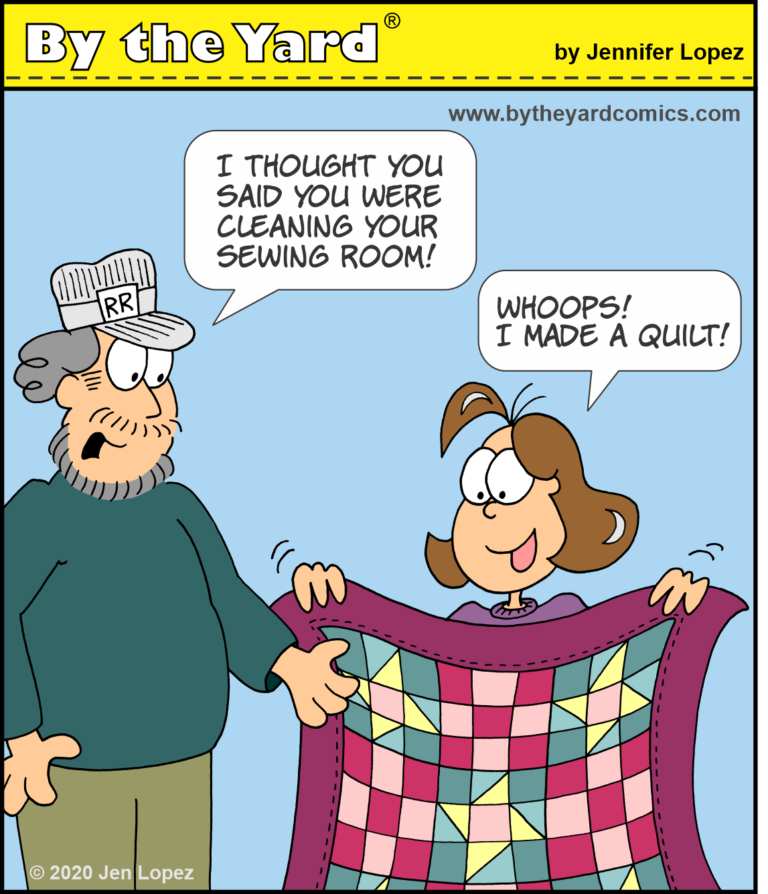 By the Yard®
by Jennifer Lopez
www.bytheyardcomics.com
I THOUGHT YOU
SAID YOU WERE
CLEANING YOUR
SEWING ROOM!
WHOOPS!
I MADE A QUILT!
RR
© 2020 Jen Lopez